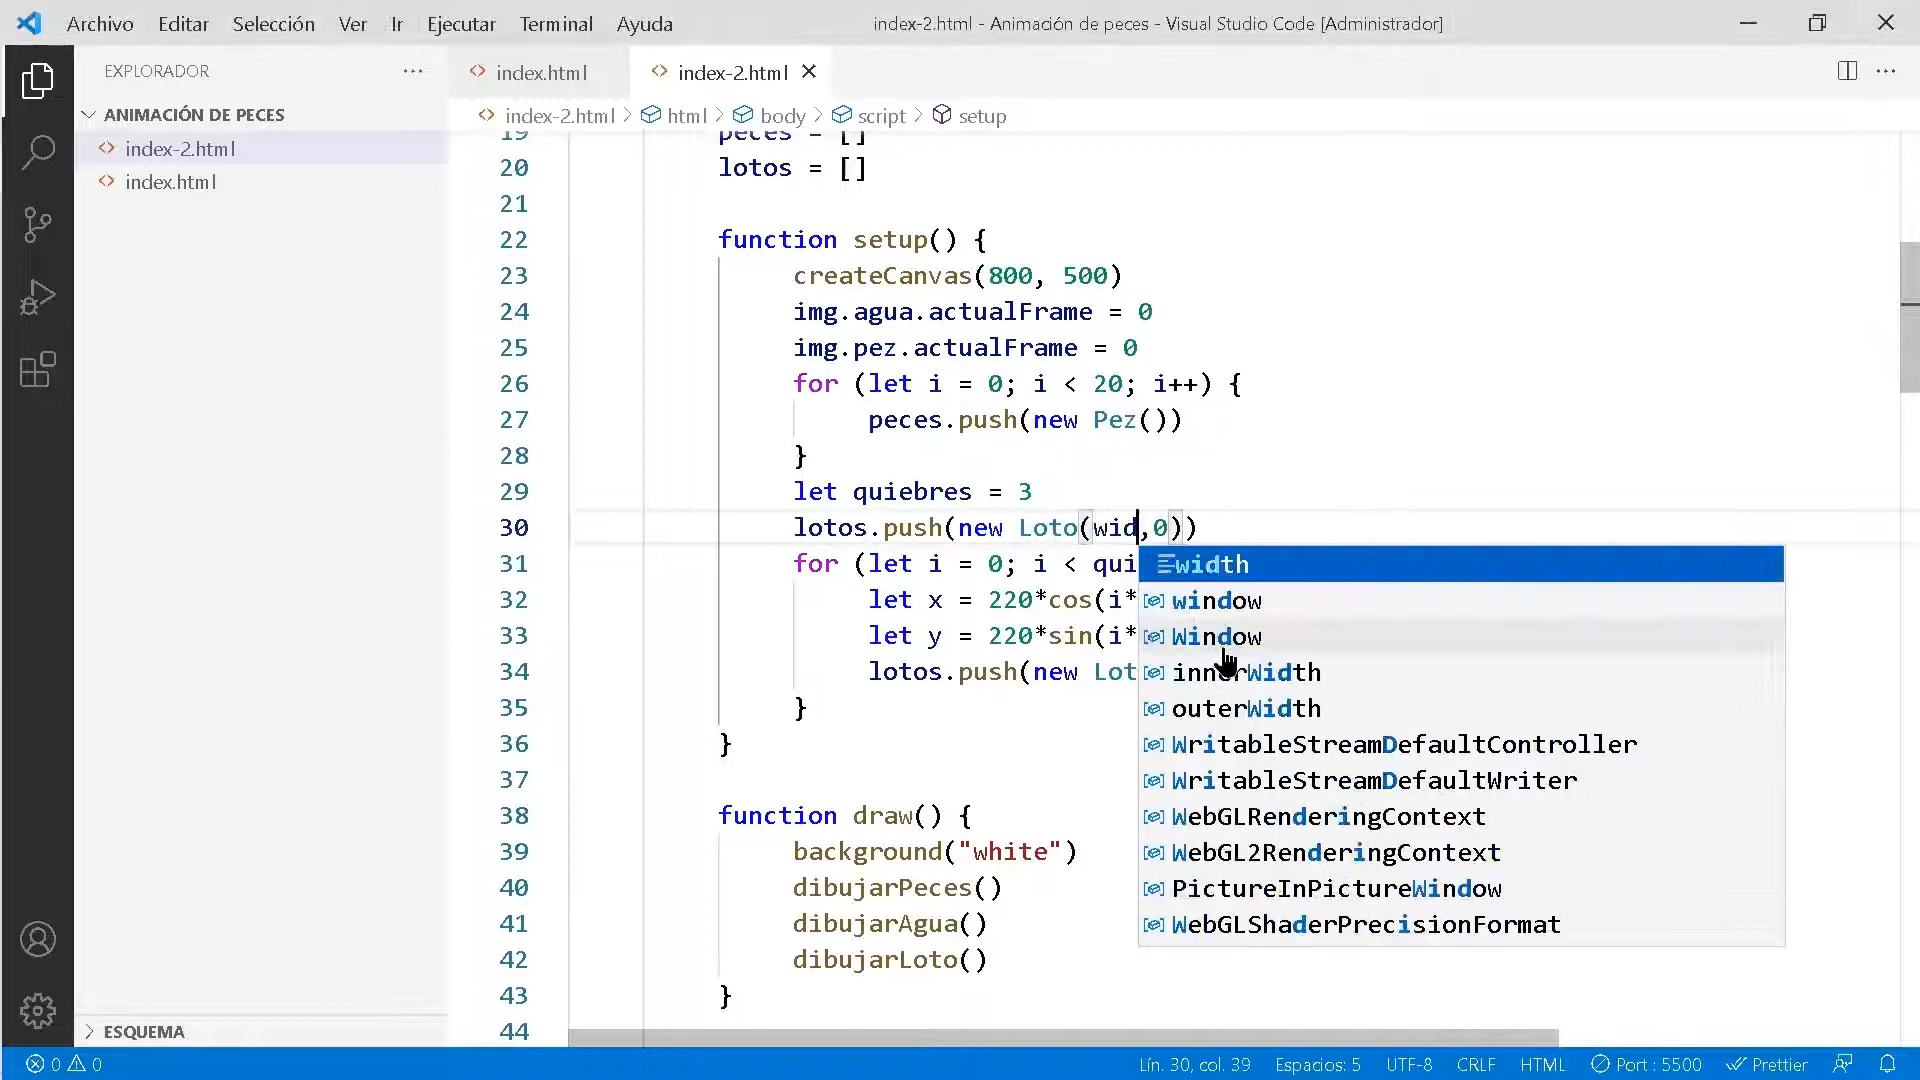 Archivo Editar Selección Ver Ir Ejecutar Terminal Ayuda index-2.html - Animación de peces - Visual Studio Code [Administrador]
EXPLORADOR
ANIMACIÓN DE PECES
index-2.html
index.html
ESQUEMA
index.html index-2.html
index-2.html > html > body > script > setup
19 peces = []
20 lotos = []
21
22 function setup() {
23 createCanvas(800, 500)
24 img.agua.actualFrame = 0
25 img.pez.actualFrame = 0
26 for (let i = 0; i < 20; i++) {
27 peces.push(new Pez())
28 }
29 let quiebres = 3
30 lotos.push(new Loto(wid,0))
31 for (let i = 0; i < qui
32 let x = 220*cos(i*
33 let y = 220*sin(i*
34 lotos.push(new Lot
35 }
36 }
37
38 function draw() {
39 background("white")
40 dibujarPeces()
41 dibujarAgua()
42 dibujarLoto()
43 }
44
width
window
Window
innerWidth
outerWidth
WritableStreamDefaultController
WritableStreamDefaultWriter
WebGLRenderingContext
WebGL2RenderingContext
PictureInPictureWindow
WebGLShaderPrecisionFormat
0 0 Lín. 30, col. 39 Espacios: 5 UTF-8 CRLF HTML Port : 5500 Prettier